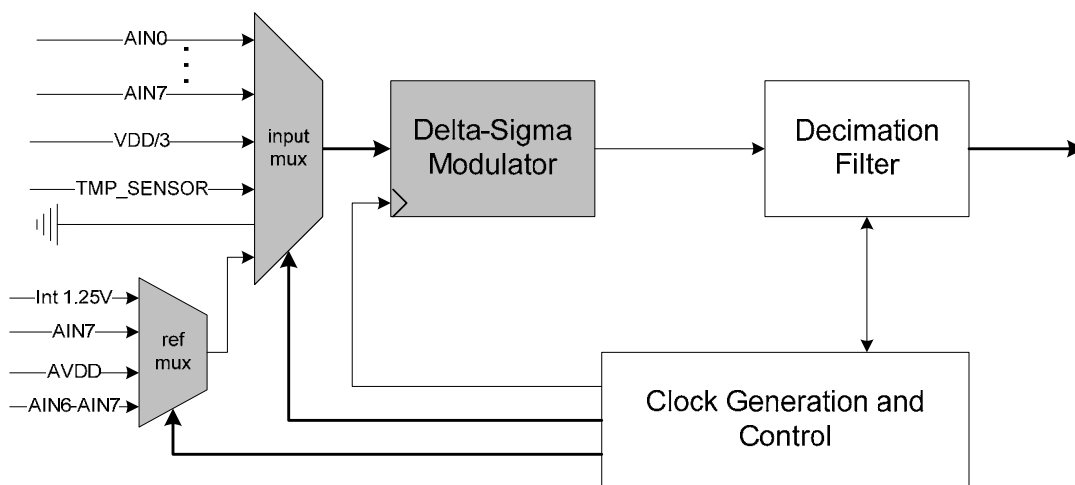 AIN0
AIN7
VDD/3
TMP_SENSOR
input
mux
Delta-Sigma
Modulator
Decimation
Filter
Int 1.25V
AIN7
AVDD
AIN6-AIN7
ref
mux
Clock Generation and
Control